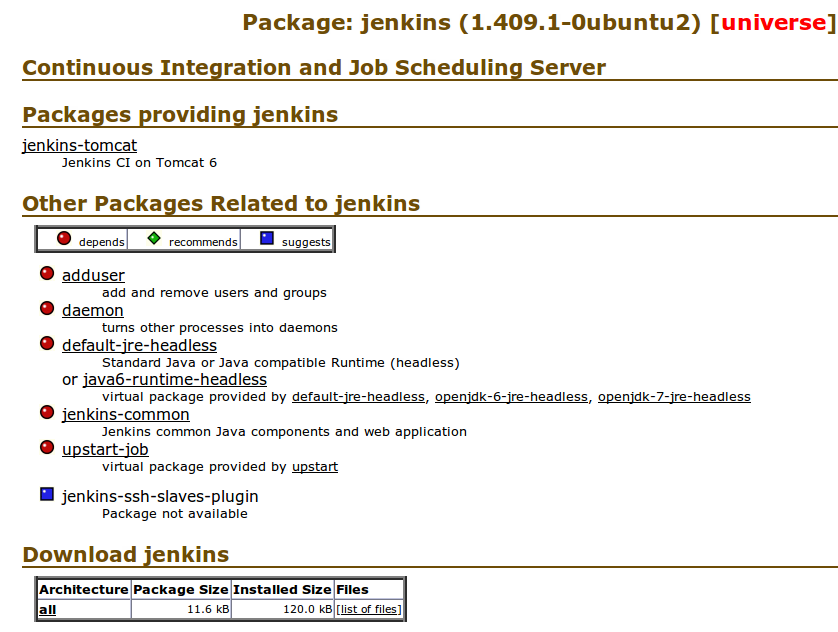 Package: jenkins (1.409.1-0ubuntu2) [universe]
Continuous Integration and Job Scheduling Server
Packages providing jenkins
jenkins-tomcat
Jenkins CI on Tomcat 6
Other Packages Related to jenkins
depends recommends suggests
adduser
add and remove users and groups
daemon
turns other processes into daemons
default-jre-headless
Standard Java or Java compatible Runtime (headless)
or java6-runtime-headless
virtual package provided by default-jre-headless, openjdk-6-jre-headless, openjdk-7-jre-headless
jenkins-common
Jenkins common Java components and web application
upstart-job
virtual package provided by upstart
jenkins-ssh-slaves-plugin
Package not available
Download jenkins
Architecture Package Size Installed Size Files
all 11.6 kB 120.0 kB [list of files]